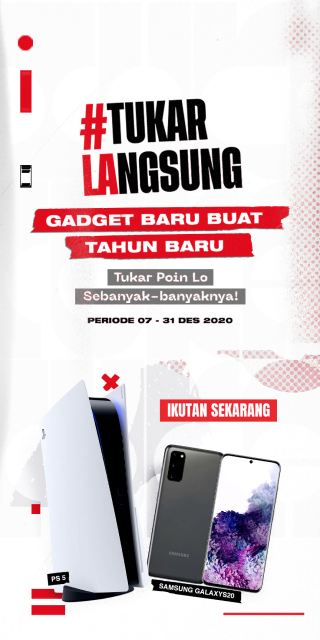 #TUKAR
LANGSUNG
GADGET BARU BUAT
TAHUN BARU
Tukar Poin Lo
Sebanyak-banyaknya!
PERIODE 07 - 31 DES 2020
IKUTAN SEKARANG
SAMSUNG
PS 5
SAMSUNG GALAXYS20